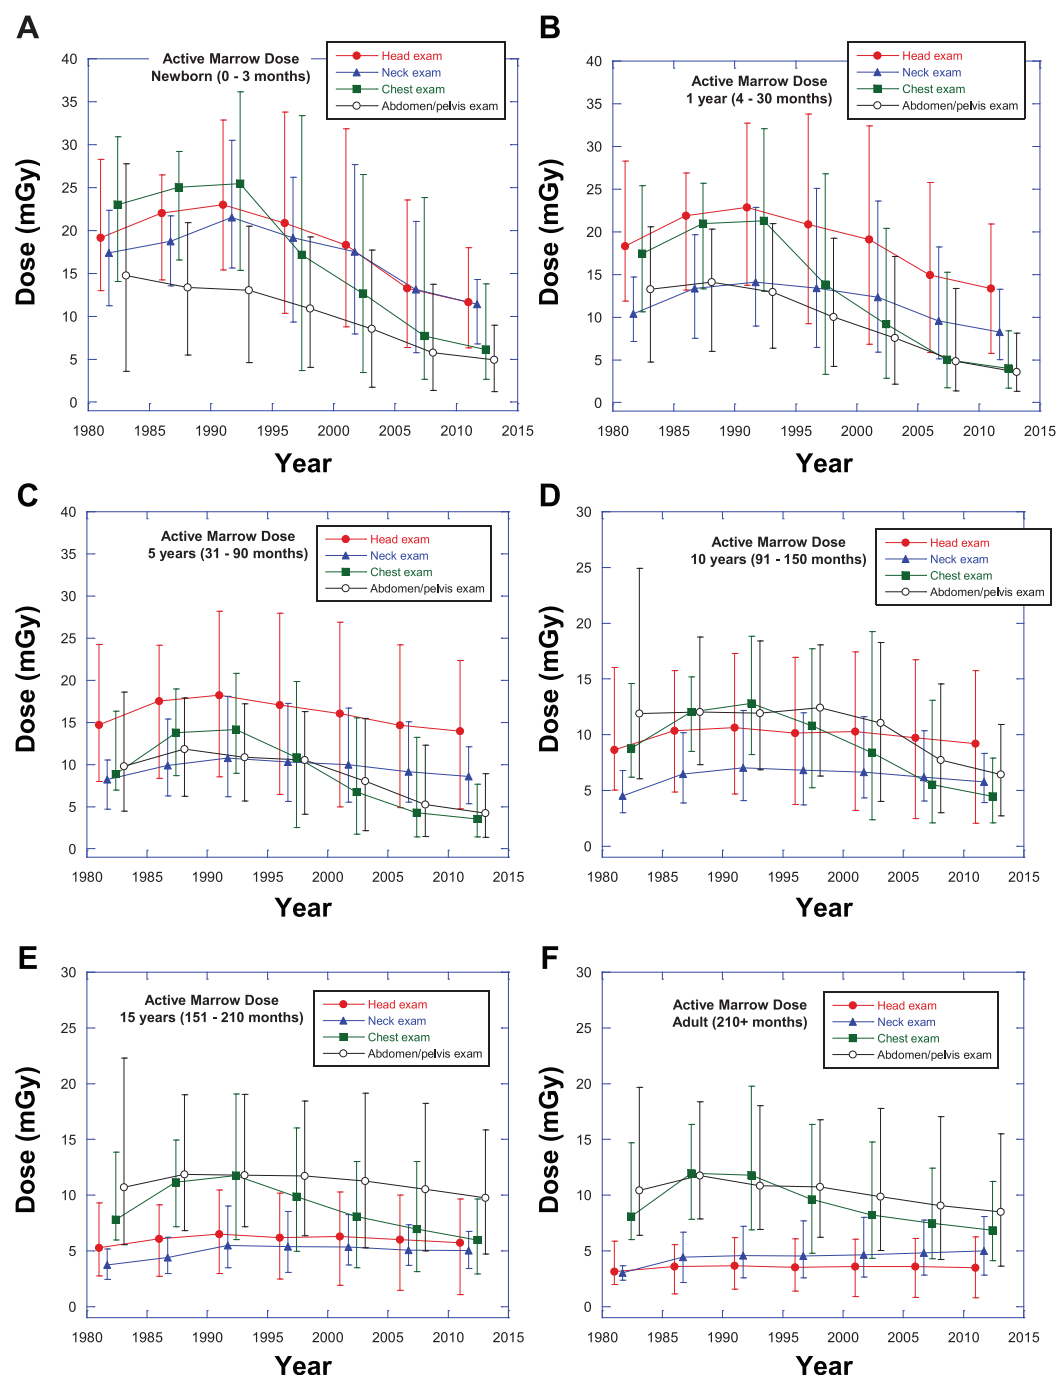 A
Active Marrow Dose
Newborn (0 - 3 months)
Head exam
Neck exam
Chest exam
Abdomen/pelvis exam
Dose (mGy)
40
35
30
25
20
15
10
5
0
1980 1985 1990 1995 2000 2005 2010 2015
Year
B
Active Marrow Dose
1 year (4 - 30 months)
Head exam
Neck exam
Chest exam
Abdomen/pelvis exam
Dose (mGy)
40
35
30
25
20
15
10
5
0
1980 1985 1990 1995 2000 2005 2010 2015
Year
C
Active Marrow Dose
5 years (31 - 90 months)
Head exam
Neck exam
Chest exam
Abdomen/pelvis exam
Dose (mGy)
40
35
30
25
20
15
10
5
0
1980 1985 1990 1995 2000 2005 2010 2015
Year
D
Active Marrow Dose
10 years (91 - 150 months)
Head exam
Neck exam
Chest exam
Abdomen/pelvis exam
Dose (mGy)
30
25
20
15
10
5
0
1980 1985 1990 1995 2000 2005 2010 2015
Year
E
Active Marrow Dose
15 years (151 - 210 months)
Head exam
Neck exam
Chest exam
Abdomen/pelvis exam
Dose (mGy)
30
25
20
15
10
5
0
1980 1985 1990 1995 2000 2005 2010 2015
Year
F
Active Marrow Dose
Adult (210+ months)
Head exam
Neck exam
Chest exam
Abdomen/pelvis exam
Dose (mGy)
30
25
20
15
10
5
0
1980 1985 1990 1995 2000 2005 2010 2015
Year